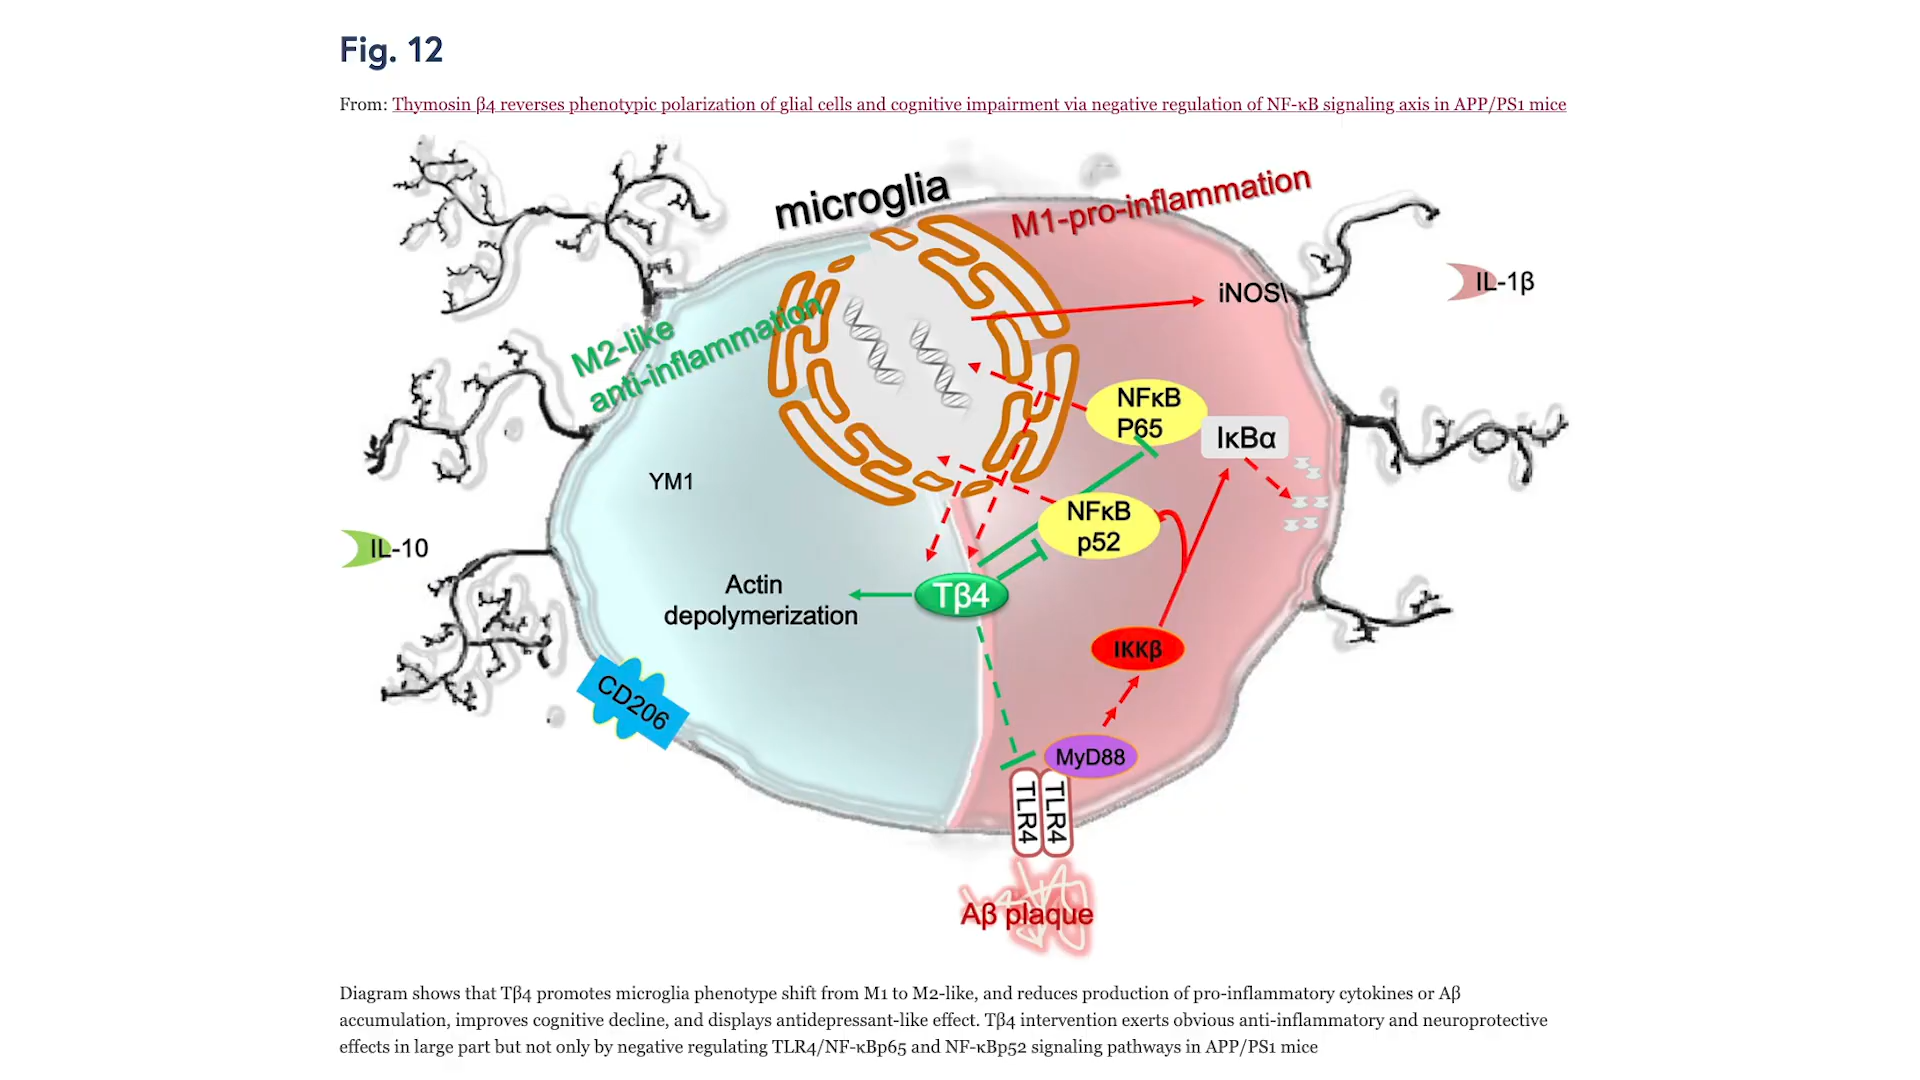 Fig. 12
From: Thymosin β4 reverses phenotypic polarization of glial cells and cognitive impairment via negative regulation of NF-κB signaling axis in APP/PS1 mice
microglia
M1-pro-inflammation
iNOS\
IL-1β
M2-like
anti-inflammation
NFκB
P65
IκBα
YM1
NFκB
p52
IL-10
Actin
depolymerization
Tβ4
IKKβ
CD206
MyD88
TLR4
TLR4
Aβ plaque
Diagram shows that Tβ4 promotes microglia phenotype shift from M1 to M2-like, and reduces production of pro-inflammatory cytokines or Aβ
accumulation, improves cognitive decline, and displays antidepressant-like effect. Tβ4 intervention exerts obvious anti-inflammatory and neuroprotective
effects in large part but not only by negative regulating TLR4/NF-κBp65 and NF-κBp52 signaling pathways in APP/PS1 mice